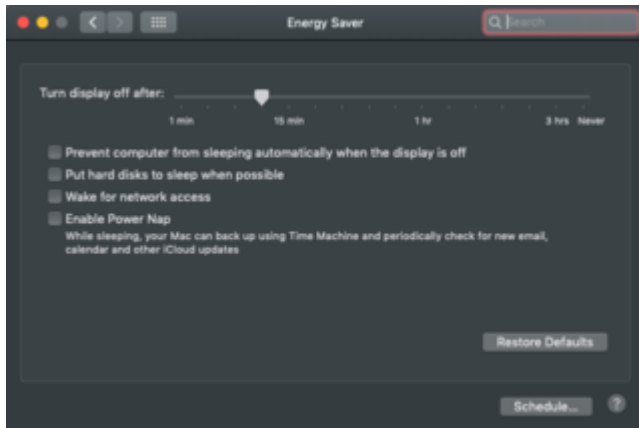 Energy Saver
Search
Turn display off after:
1 min 15 min 1 hr 3 hrs Never
Prevent computer from sleeping automatically when the display is off
Put hard disks to sleep when possible
Wake for network access
Enable Power Nap
While sleeping, your Mac can back up using Time Machine and periodically check for new email,
calendar and other iCloud updates
Restore Defaults
Schedule...
?